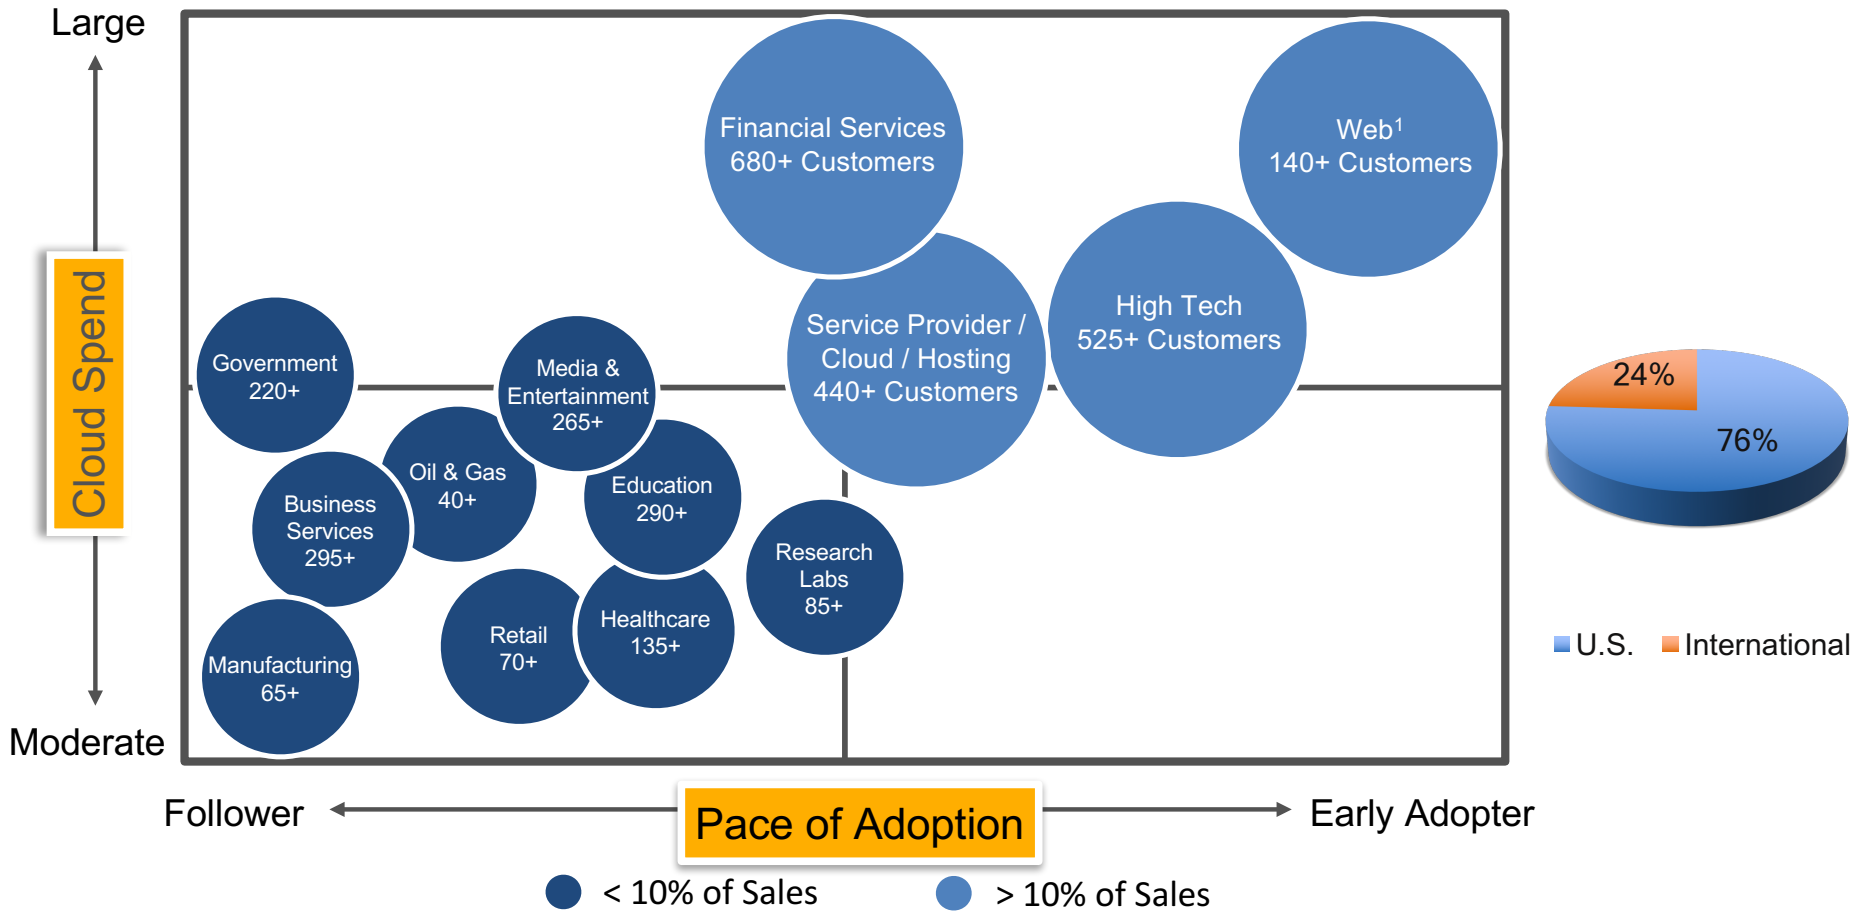 Large
Cloud Spend
Moderate
Financial Services
680+ Customers
Web¹
140+ Customers
Service Provider /
Cloud / Hosting
440+ Customers
High Tech
525+ Customers
Government
220+
Media &
Entertainment
265+
Oil & Gas
40+
Business
Services
295+
Education
290+
Research
Labs
85+
Manufacturing
65+
Retail
70+
Healthcare
135+
24%
76%
U.S.
International
Follower
Pace of Adoption
Early Adopter
< 10% of Sales
> 10% of Sales